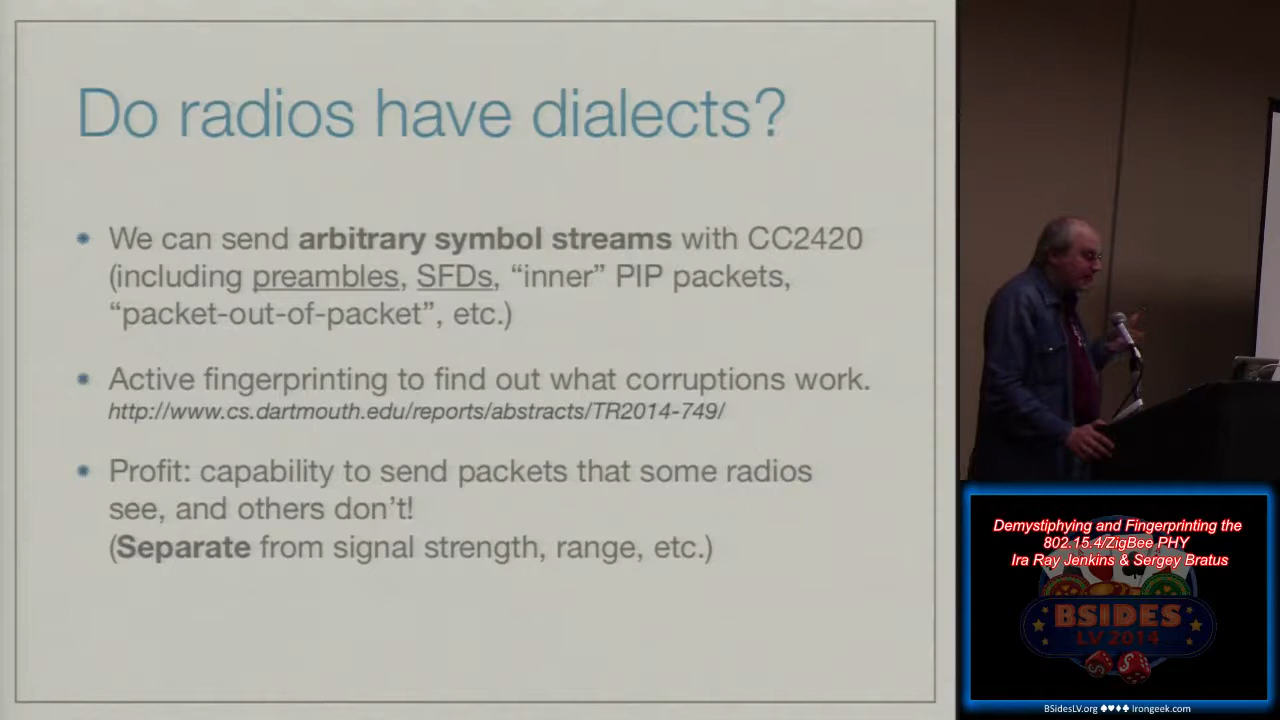 Do radios have dialects?
We can send arbitrary symbol streams with CC2420
(including preambles, SFDs, “inner” PIP packets,
“packet-out-of-packet”, etc.)
Active fingerprinting to find out what corruptions work.
http://www.cs.dartmouth.edu/reports/abstracts/TR2014-749/
Profit: capability to send packets that some radios
see, and others don’t!
(Separate from signal strength, range, etc.)
Demystiphying and Fingerprinting the
802.15.4/ZigBee PHY
Ira Ray Jenkins & Sergey Bratus
BSIDES
LV 2014
BSidesLV.org ♠♥♦♣ Irongeek.com